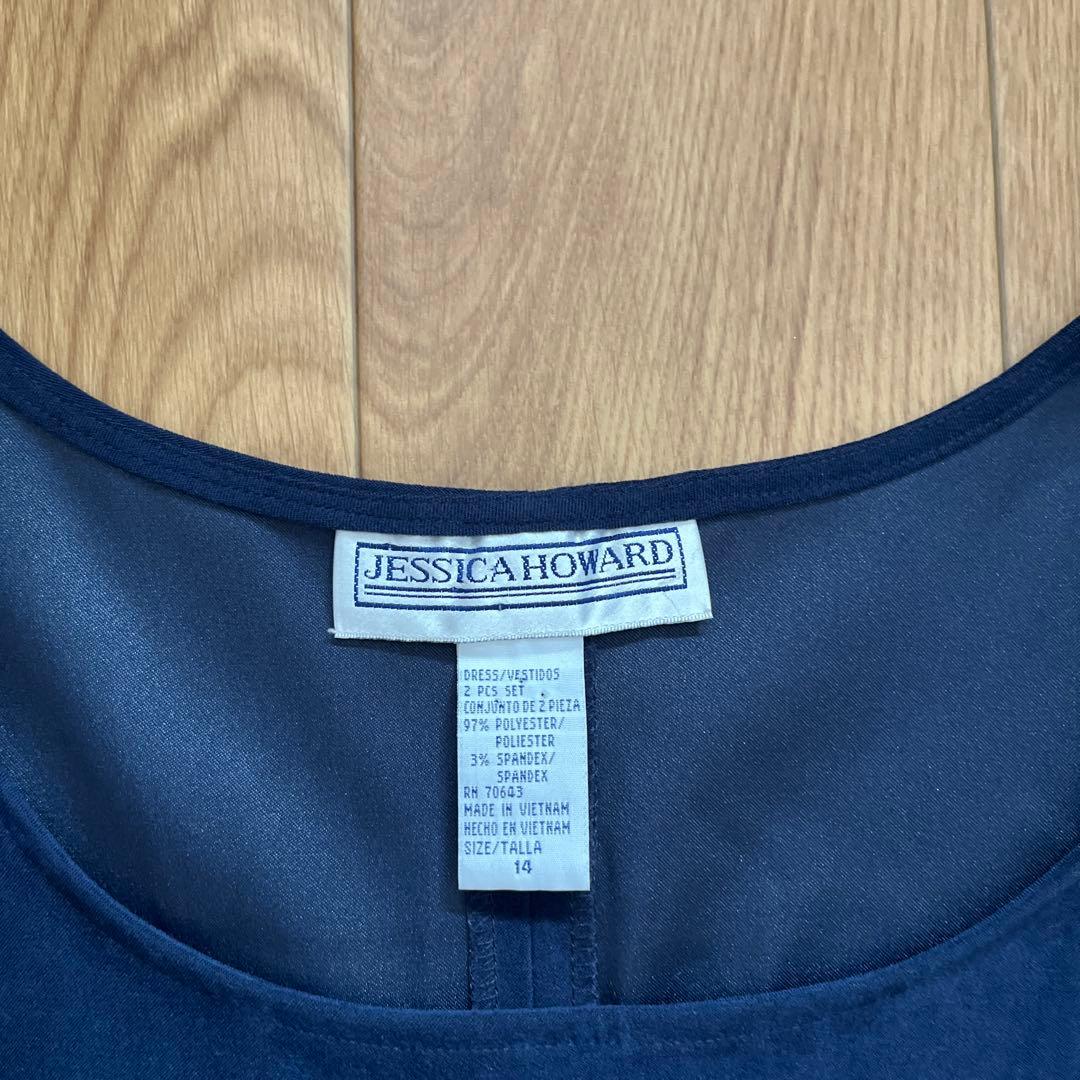 JESSICA HOWARD
DRESS/VESTIDOS
2 PCS SET
CONJUNTO DE 2 PIEZA
97% POLYESTER/
POLIESTER
3% SPANDEX/
SPANDEX
RN 70643
MADE IN VIETNAM
HECHO EN VIETNAM
SIZE/TALLA
14